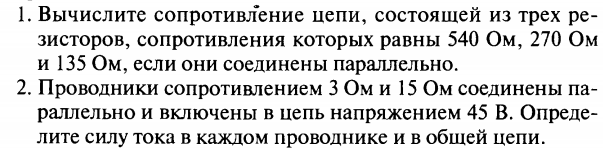 1. Вычислите сопротивление цепи, состоящей из трех ре-
зисторов, сопротивления которых равны 540 Ом, 270 Ом
и 135 Ом, если они соединены параллельно.
2. Проводники сопротивлением 3 Ом и 15 Ом соединены па-
раллельно и включены в цепь напряжением 45 В. Опреде-
лите силу тока в каждом проводнике и в общей цепи.